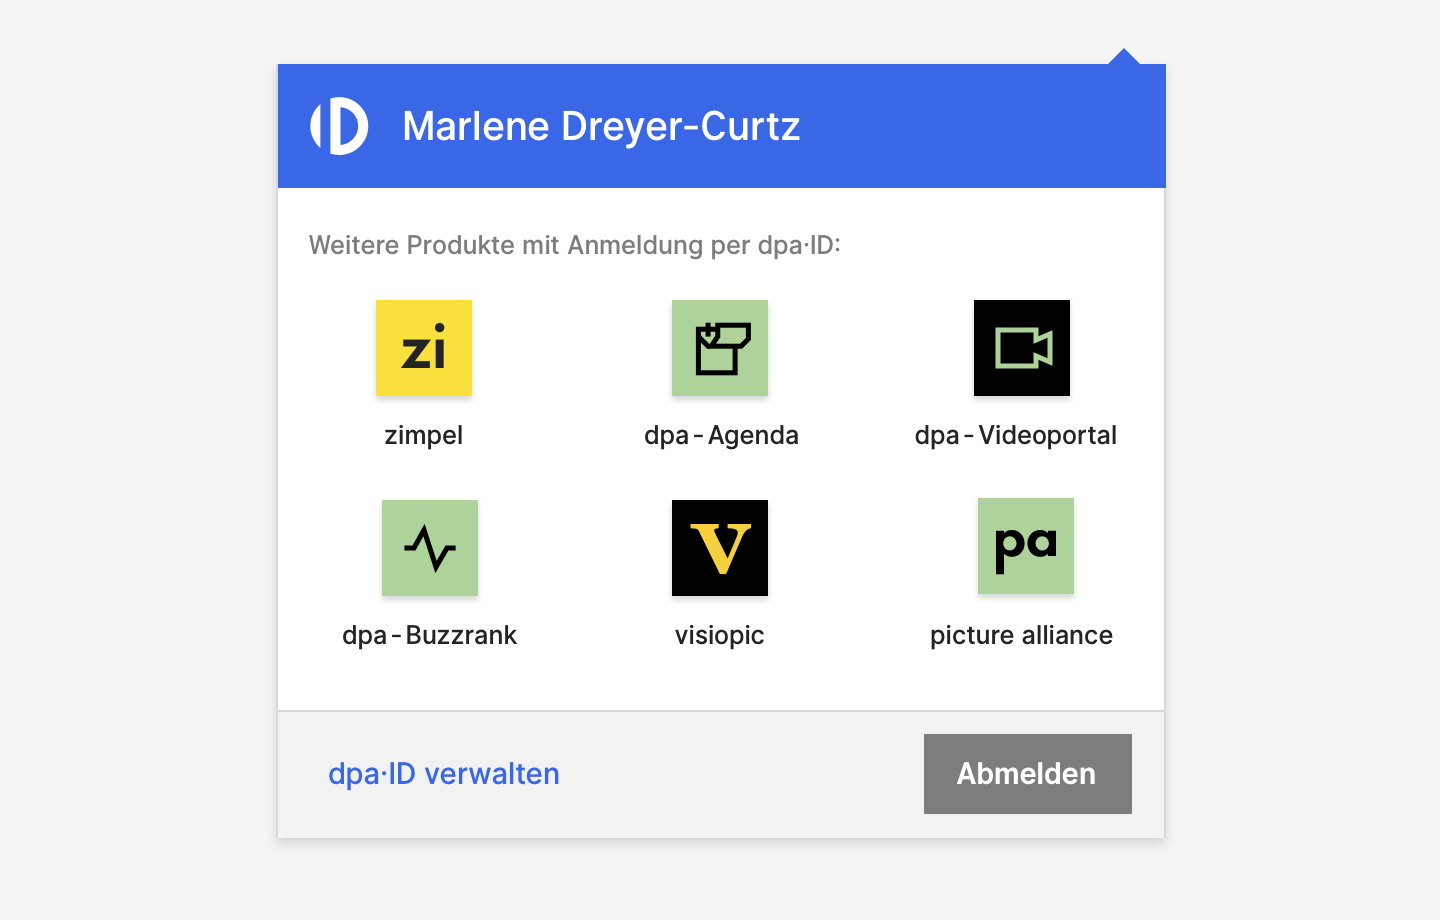 ID Marlene Dreyer-Curtz
Weitere Produkte mit Anmeldung per dpa·ID:
zi
zimpel
dpa-Agenda
dpa-Videoportal
V
pa
dpa-Buzzrank
visiopic
picture alliance
dpa·ID verwalten
Abmelden